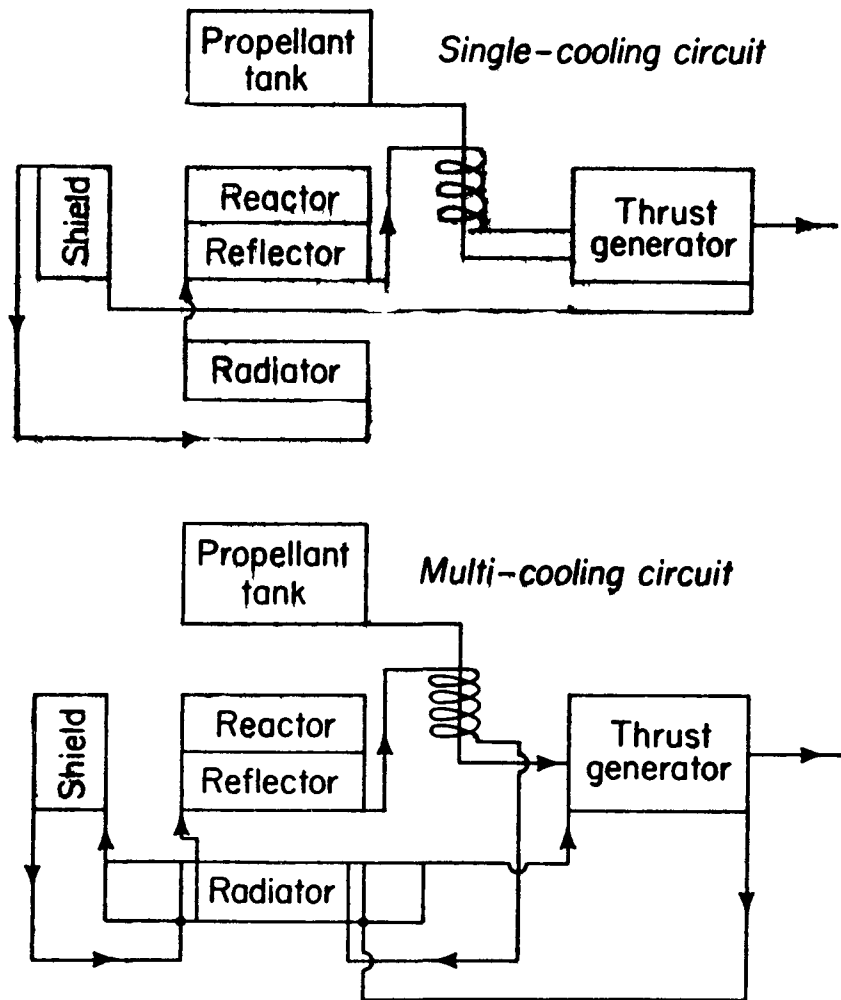 Propellant
tank
Single-cooling circuit
Shield
Reactor
Reflector
Thrust
generator
Radiator
Propellant
tank
Multi-cooling circuit
Shield
Reactor
Reflector
Thrust
generator
Radiator